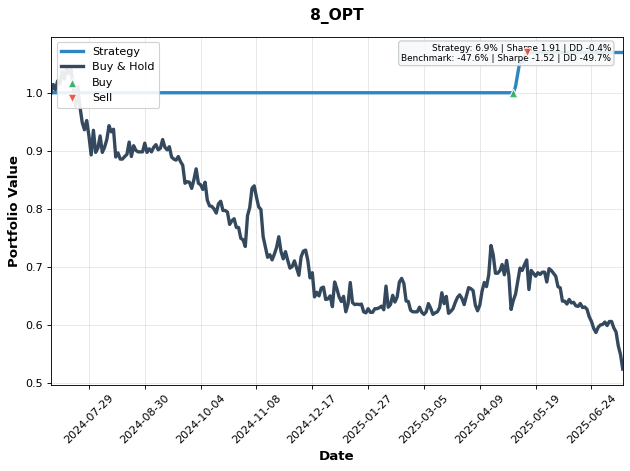 8_OPT
Strategy
Buy & Hold
Buy
Sell
Strategy: 6.9% | Sharpe 1.91 | DD -0.4%
Benchmark: -47.6% | Sharpe -1.52 | DD -49.7%
Portfolio Value
1.0
0.9
0.8
0.7
0.6
0.5
2024-07-29
2024-08-30
2024-10-04
2024-11-08
2024-12-17
2025-01-27
2025-03-05
2025-04-09
2025-05-19
2025-06-24
Date